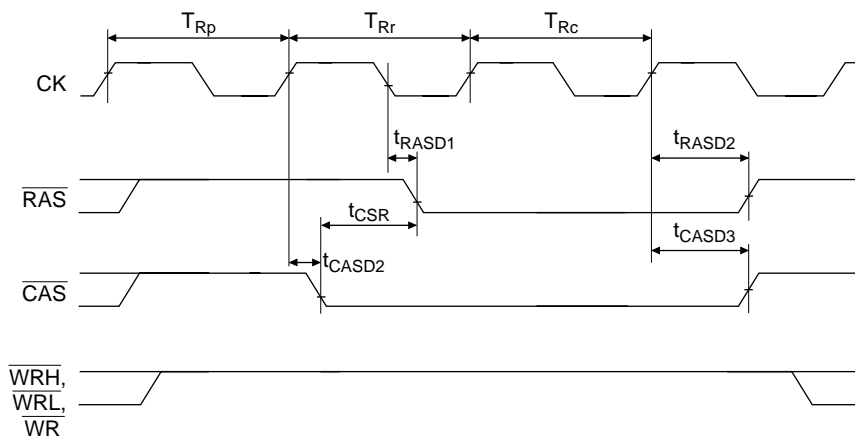 TRp TRr TRc
CK
tRASD1 tRASD2
RAS
tCSR
tCASD2 tCASD3
CAS
WRH,
WRL,
WR